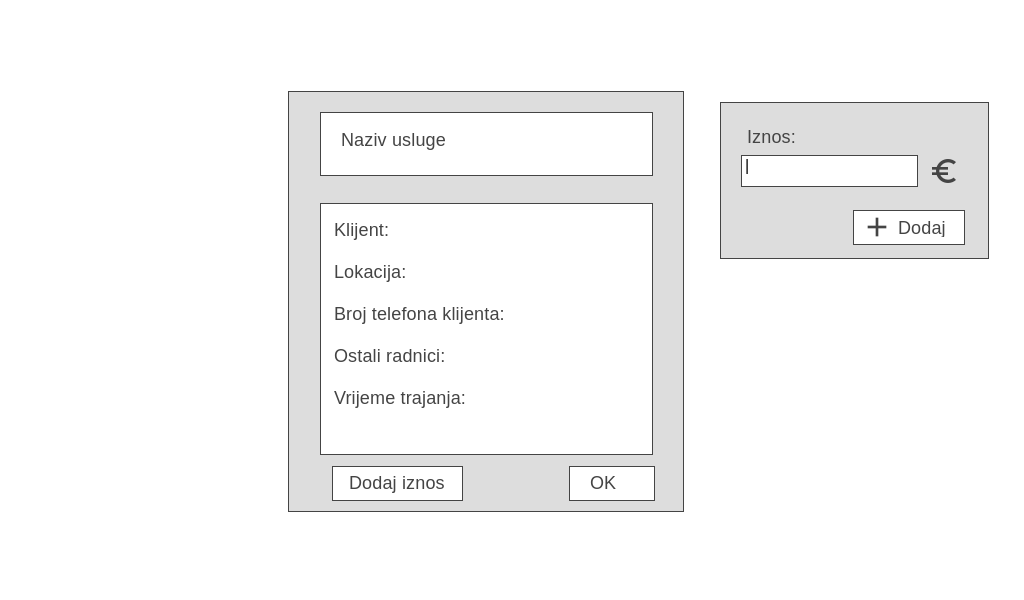 Naziv usluge
Klijent:
Lokacija:
Broj telefona klijenta:
Ostali radnici:
Vrijeme trajanja:
Dodaj iznos
OK
Iznos:
€
Dodaj